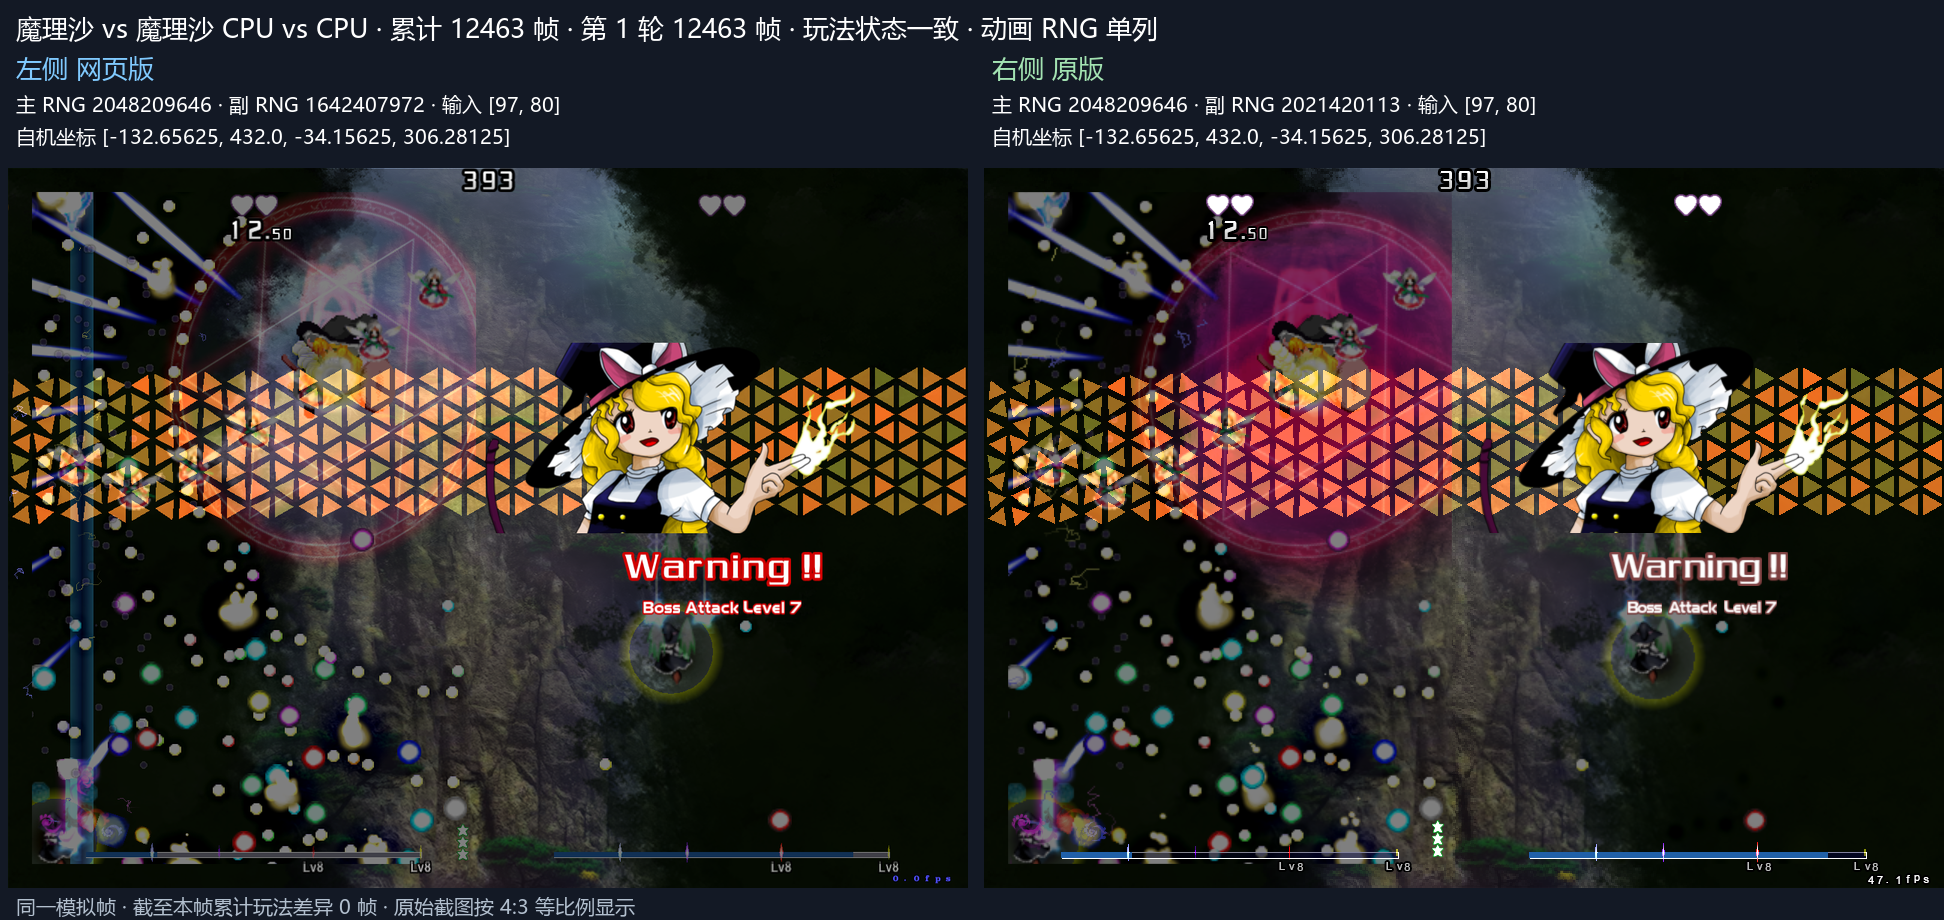 魔理沙 vs 魔理沙 CPU vs CPU · 累计 12463 帧 · 第 1 轮 12463 帧 · 玩法状态一致 · 动画 RNG 单列
左侧 网页版
主 RNG 2048209646 · 副 RNG 1642407972 · 输入 [97, 80]
自机坐标 [-132.65625, 432.0, -34.15625, 306.28125]
393
12.50
Warning !!
Boss Attack Level 7
Lv8
Lv8
Lv8
Lv8
0.0fps
右侧 原版
主 RNG 2048209646 · 副 RNG 2021420113 · 输入 [97, 80]
自机坐标 [-132.65625, 432.0, -34.15625, 306.28125]
393
12.50
Warning !!
Boss Attack Level 7
Lv8
Lv8
Lv8
Lv8
47.1fps
同一模拟帧 · 截至本帧累计玩法差异 0 帧 · 原始截图按 4:3 等比例显示